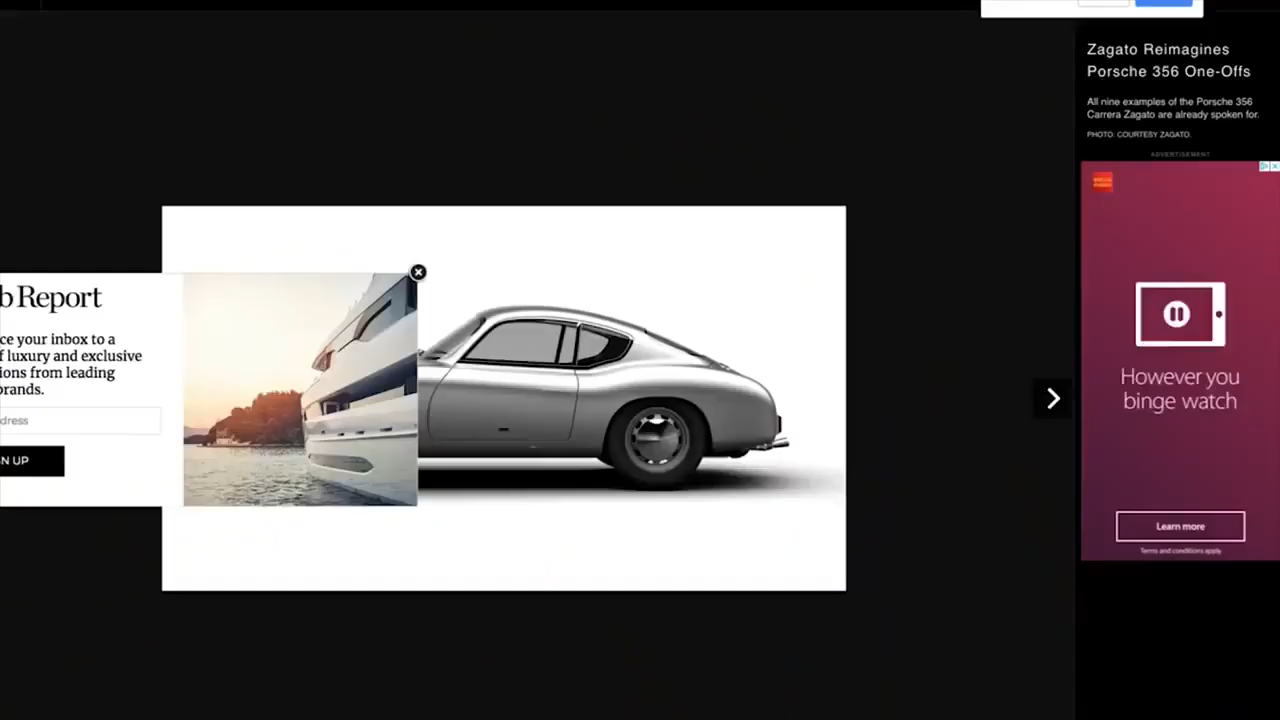 Zagato Reimagines
Porsche 356 One-Offs
All nine examples of the Porsche 356
Carrera Zagato are already spoken for.
PHOTO: COURTESY ZAGATO.
ADVERTISEMENT
b Report
ce your inbox to a
f luxury and exclusive
ions from leading
brands.
dress
N UP
However you
binge watch
Learn more
Terms and conditions apply